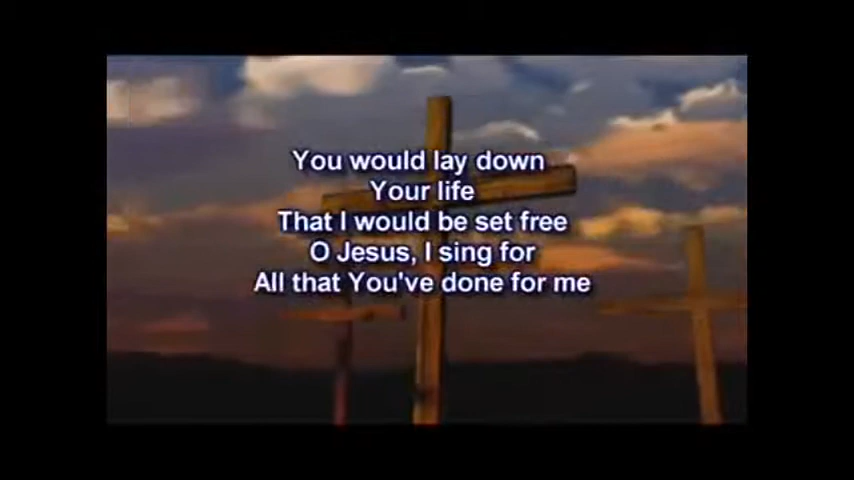 You would lay down
Your life
That I would be set free
O Jesus, I sing for
All that You've done for me